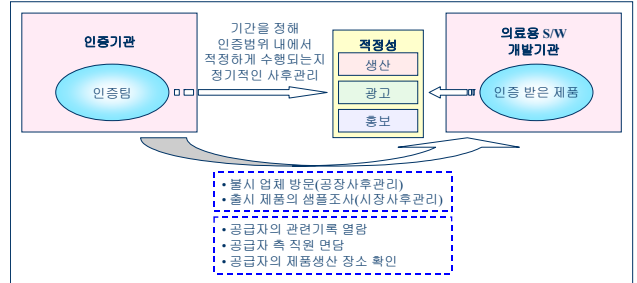 인증기관
인증팀
기간을 정해
인증범위 내에서
적정하게 수행되는지
정기적인 사후관리
적정성
생산
광고
홍보
의료용 S/W
개발기관
인증 받은 제품
• 불시 업체 방문(공장사후관리)
• 출시 제품의 샘플조사(시장사후관리)
• 공급자의 관련기록 열람
• 공급자 측 직원 면담
• 공급자의 제품생산 장소 확인